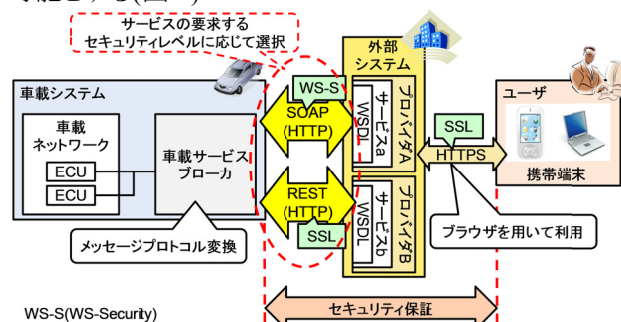 サービスの要求する
セキュリティレベルに応じて選択
外部
システム
車載システム
車載
ネットワーク
ECU
ECU
車載サービス
ブローカ
メッセージプロトコル変換
WS-S
SOAP
(HTTP)
REST
(HTTP)
SSL
プロバイダA
サービスa
WSDL
プロバイダB
サービスb
WSDL
SSL
HTTPS
ユーザ
携帯端末
ブラウザを用いて利用
セキュリティ保証
WS-S(WS-Security)